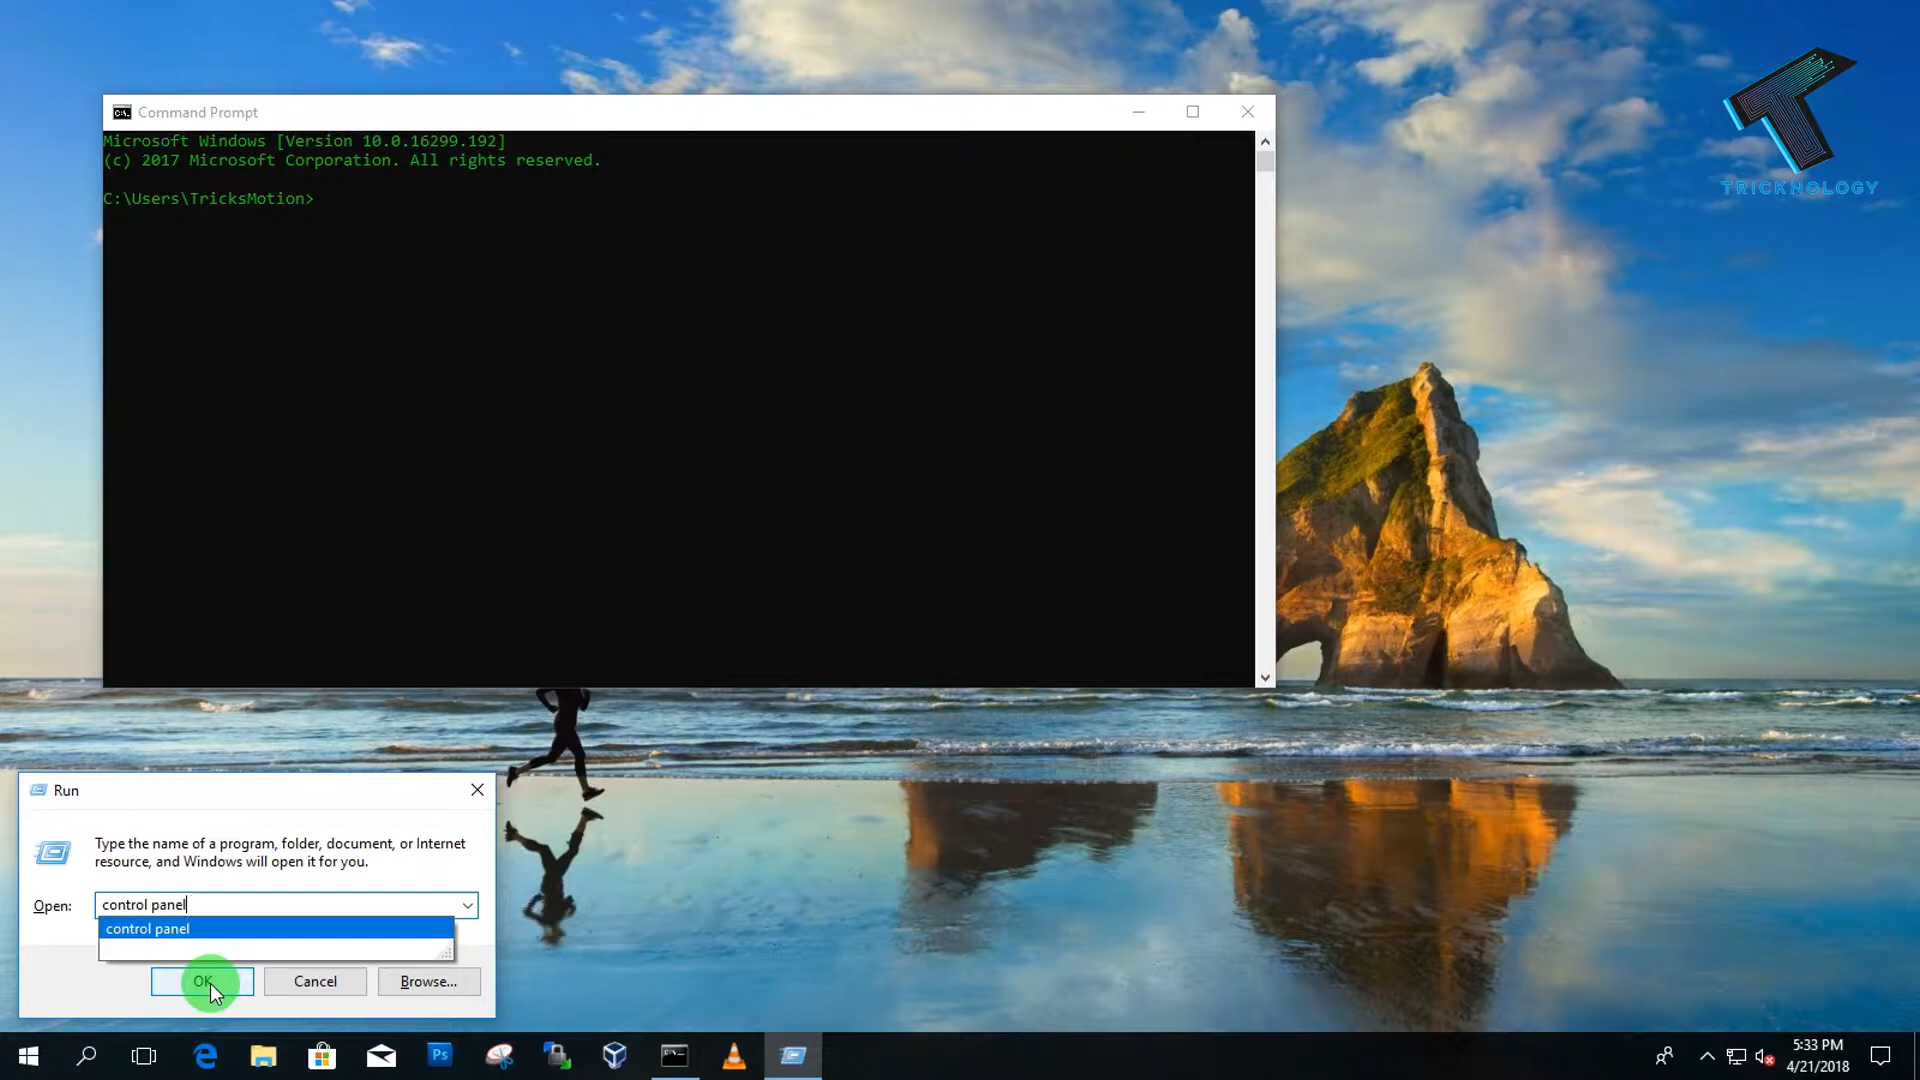 Command Prompt
Microsoft Windows [Version 10.0.16299.192]
(c) 2017 Microsoft Corporation. All rights reserved.
C:\Users\TricksMotion>
TRICKNOLOGY
Run
Type the name of a program, folder, document, or Internet
resource, and Windows will open it for you.
Open: control panel
control panel
OK Cancel Browse...
Ps
5:33 PM
4/21/2018